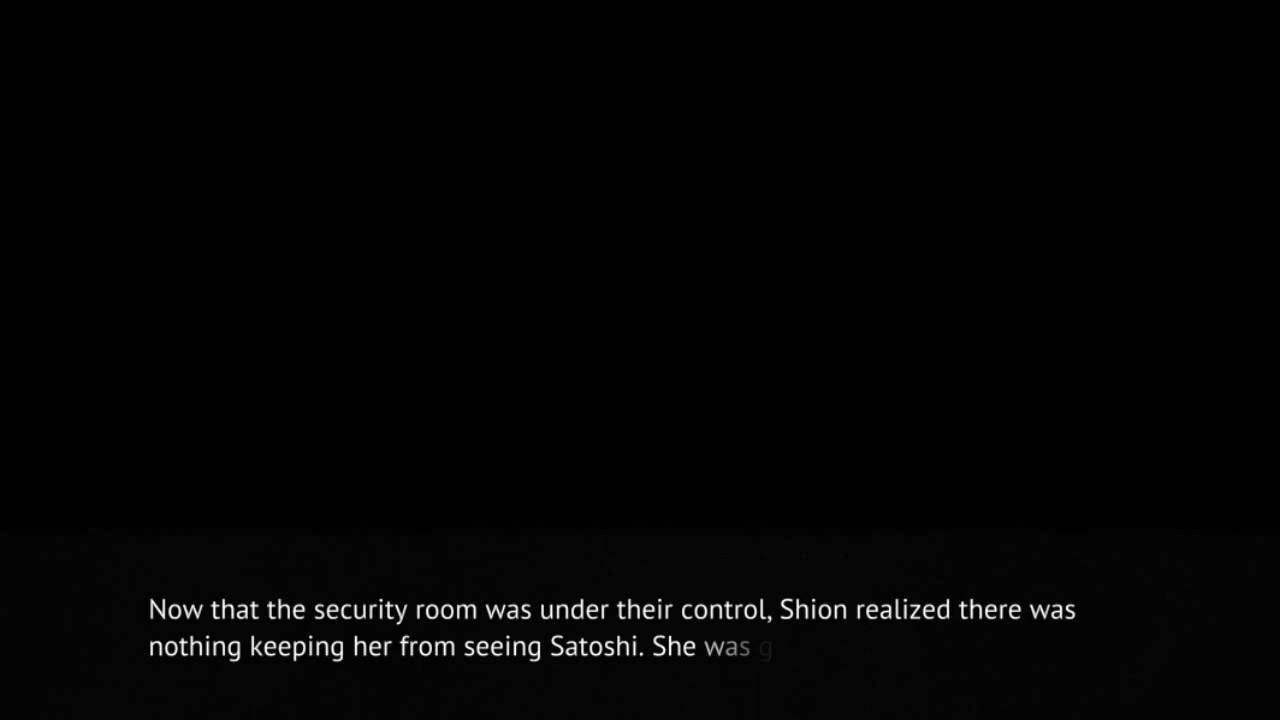 Now that the security room was under their control, Shion realized there was
nothing keeping her from seeing Satoshi. She was g